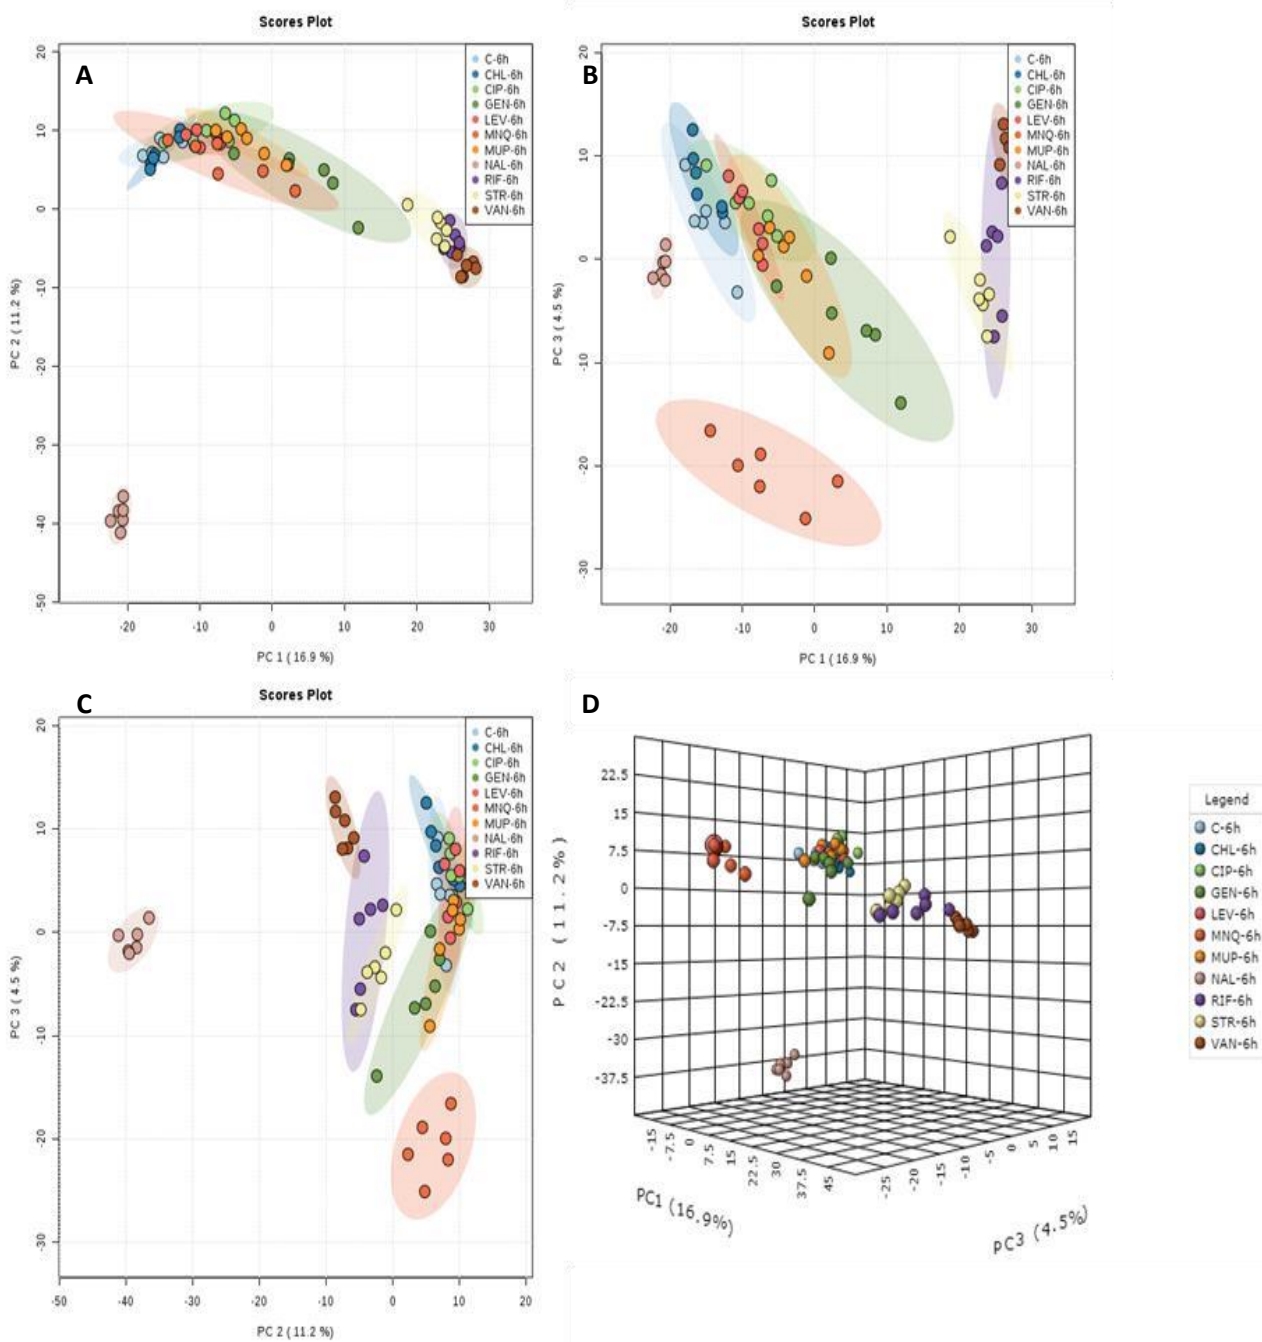 Scores Plot
A
C-6h
CHL-6h
CIP-6h
GEN-6h
LEV-6h
MNQ-6h
MUP-6h
NAL-6h
RIF-6h
STR-6h
VAN-6h
20
10
0
-10
-20
-30
-40
-50
PC 2 ( 11.2 %)
-20
-10
0
10
20
30
PC 1 ( 16.9 %)
Scores Plot
B
C-6h
CHL-6h
CIP-6h
GEN-6h
LEV-6h
MNQ-6h
MUP-6h
NAL-6h
RIF-6h
STR-6h
VAN-6h
20
10
0
-10
-20
-30
PC 3 ( 4.5 %)
-20
-10
0
10
20
30
PC 1 ( 16.9 %)
Scores Plot
C
C-6h
CHL-6h
CIP-6h
GEN-6h
LEV-6h
MNQ-6h
MUP-6h
NAL-6h
RIF-6h
STR-6h
VAN-6h
20
10
0
-10
-20
-30
PC 3 ( 4.5 %)
-50
-40
-30
-20
-10
0
10
20
PC 2 ( 11.2 %)
D
22.5
15
7.5
0
-7.5
-15
-22.5
-30
-37.5
PC2 (11.2%)
-15
-7.5
0
7.5
15
22.5
30
37.5
45
PC1 (16.9%)
-25
-20
-15
-10
-5
0
5
10
15
PC3 (4.5%)
Legend
C-6h
CHL-6h
CIP-6h
GEN-6h
LEV-6h
MNQ-6h
MUP-6h
NAL-6h
RIF-6h
STR-6h
VAN-6h